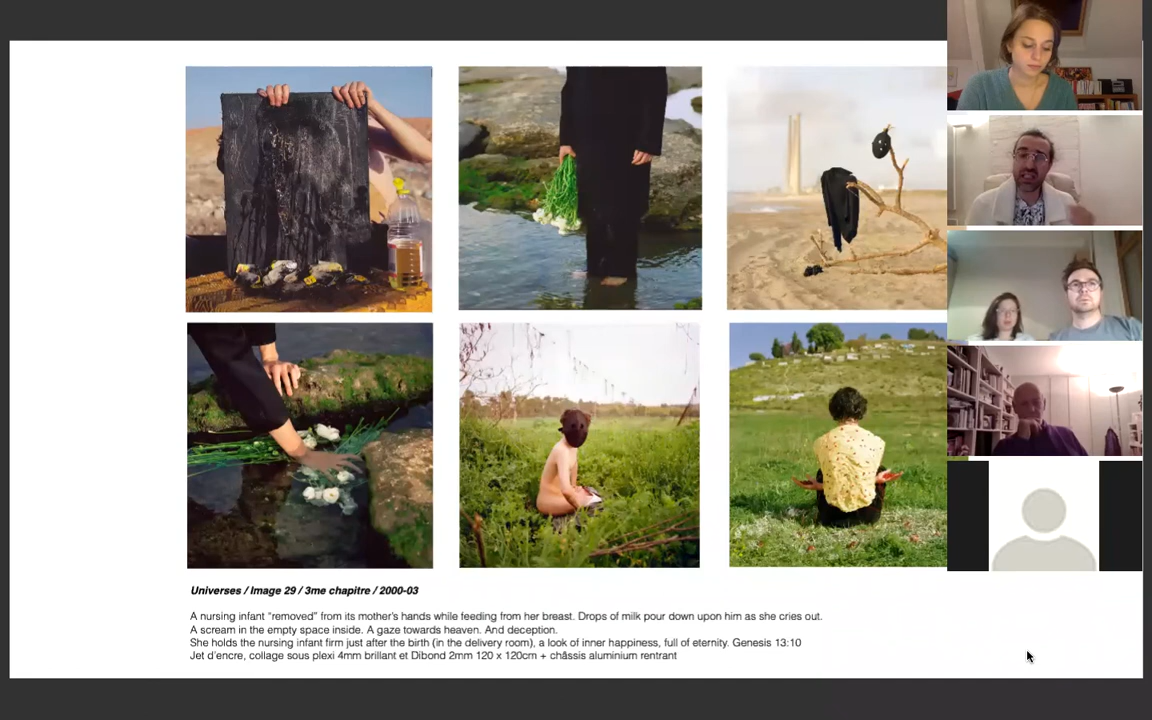 Universes / Image 29 / 3me chapitre / 2000-03
A nursing infant “removed” from its mother’s hands while feeding from her breast. Drops of milk pour down upon him as she cries out.
A scream in the empty space inside. A gaze towards heaven. And deception.
She holds the nursing infant firm just after the birth (in the delivery room), a look of inner happiness, full of eternity. Genesis 13:10
Jet d’encre, collage sous plexi 4mm brillant et Dibond 2mm 120 x 120cm + châssis aluminium rentrant